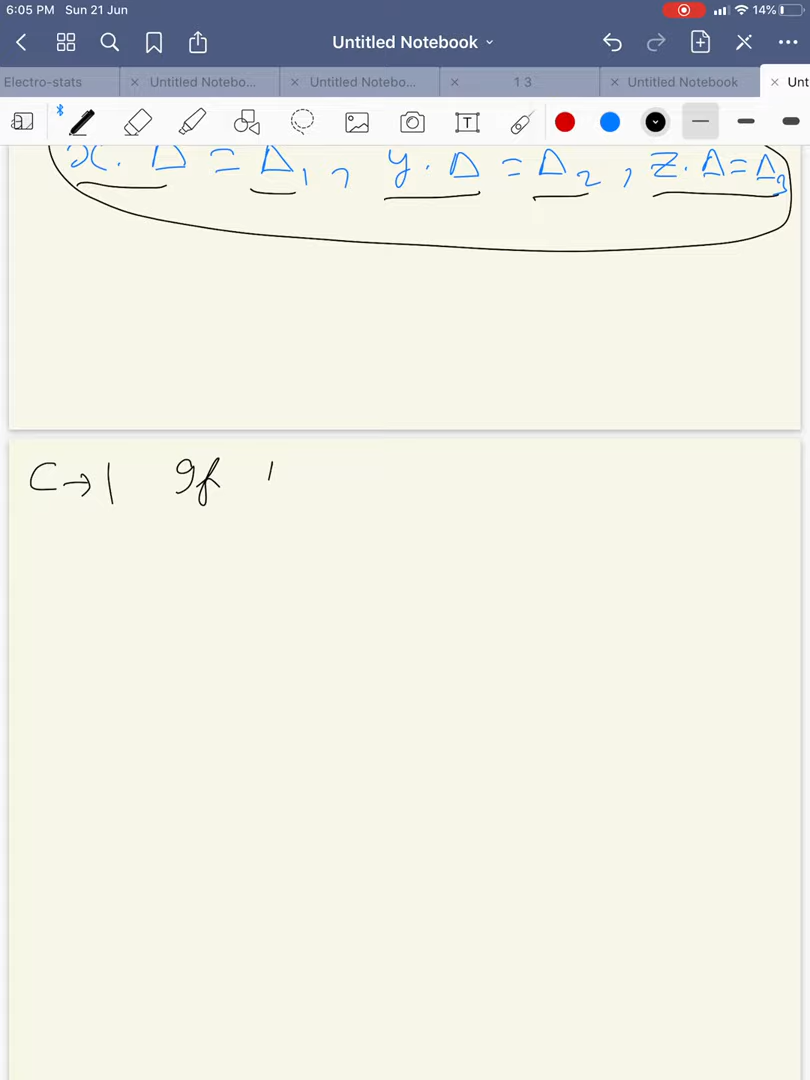 6:05 PM Sun 21 Jun 14%
Untitled Notebook
Electro-stats × Untitled Notebo... × Untitled Notebo... × 1 3 × Untitled Notebook × Unt
x. Δ = Δ1, y. Δ = Δ2, z. Δ = Δ3
C→1 If